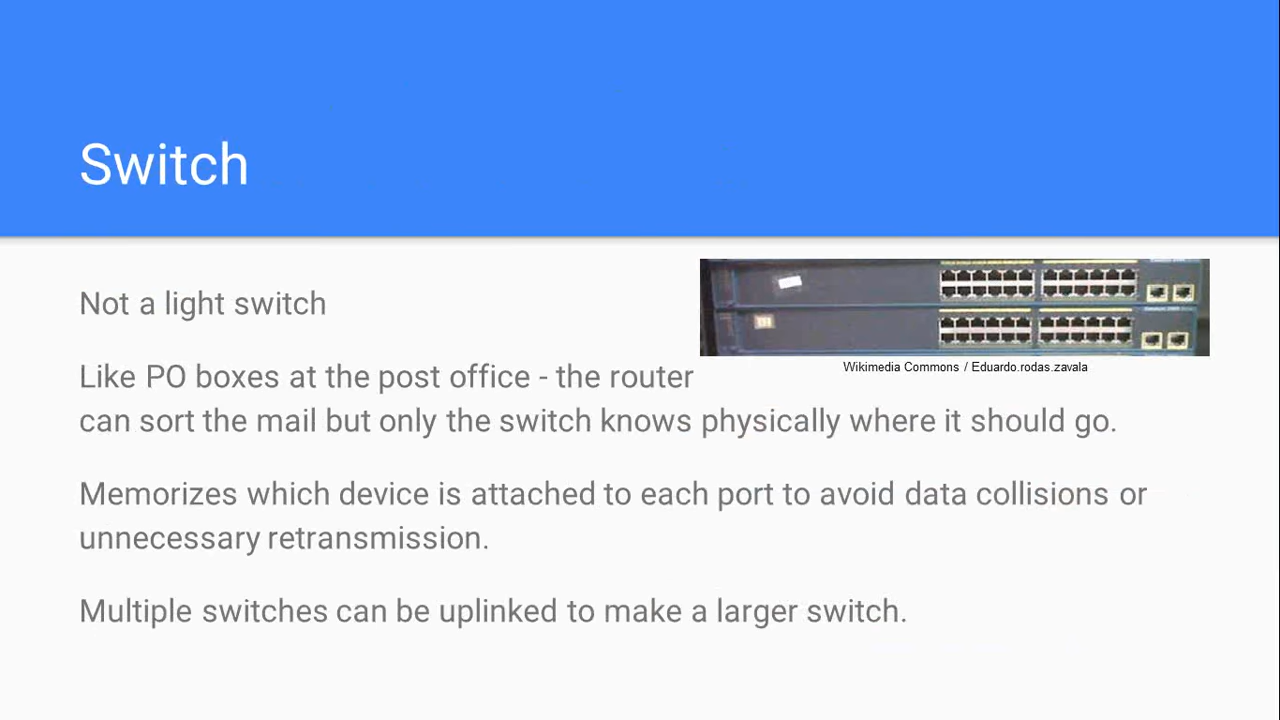 Switch
Not a light switch
Wikimedia Commons / Eduardo.rodas.zavala
Like PO boxes at the post office - the router
can sort the mail but only the switch knows physically where it should go.
Memorizes which device is attached to each port to avoid data collisions or
unnecessary retransmission.
Multiple switches can be uplinked to make a larger switch.